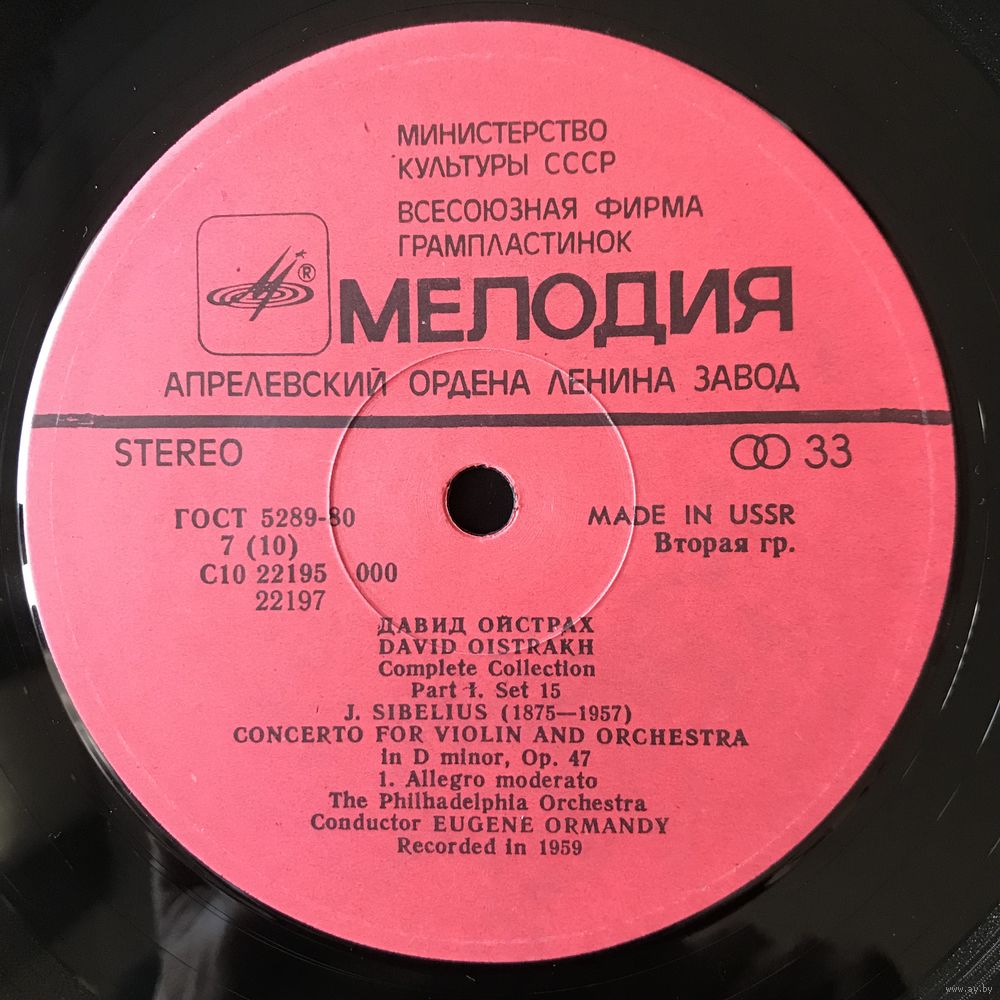 МИНИСТЕРСТВО
КУЛЬТУРЫ СССР
ВСЕСОЮЗНАЯ ФИРМА
ГРАМПЛАСТИНОК
®
МЕЛОДИЯ
АПРЕЛЕВСКИЙ ОРДЕНА ЛЕНИНА ЗАВОД
STEREO 33
ГОСТ 5289-80 MADE IN USSR
7 (10) Вторая гр.
С10 22195 000
22197
ДАВИД ОЙСТРАХ
DAVID OISTRAKH
Complete Collection
Part I. Set 15
J. SIBELIUS (1875—1957)
CONCERTO FOR VIOLIN AND ORCHESTRA
in D minor, Op. 47
1. Allegro moderato
The Philhadelphia Orchestra
Conductor EUGENE ORMANDY
Recorded in 1959
www.ay.by